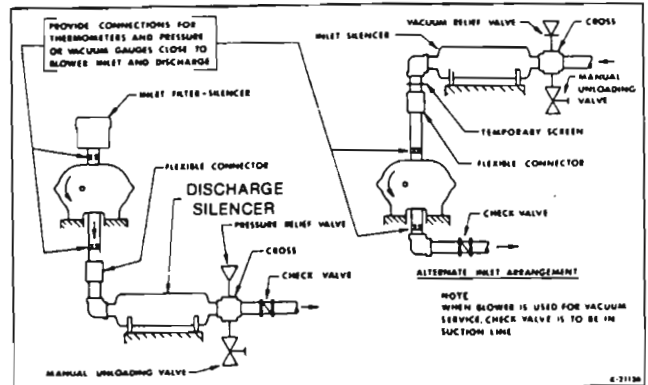 PROVIDE CONNECTIONS FOR
THERMOMETERS AND PRESSURE
OR VACUUM GAUGES CLOSE TO
BLOWER INLET AND DISCHARGE
INLET FILTER-SILENCER
FLEXIBLE CONNECTOR
DISCHARGE
SILENCER
PRESSURE RELIEF VALVE
CROSS
CHECK VALVE
MANUAL UNLOADING VALVE
VACUUM RELIEF VALVE
CROSS
INLET SILENCER
MANUAL
UNLOADING
VALVE
TEMPORARY SCREEN
FLEXIBLE CONNECTOR
CHECK VALVE
ALTERNATE INLET ARRANGEMENT
NOTE
WHEN BLOWER IS USED FOR VACUUM
SERVICE, CHECK VALVE IS TO BE IN
SUCTION LINE